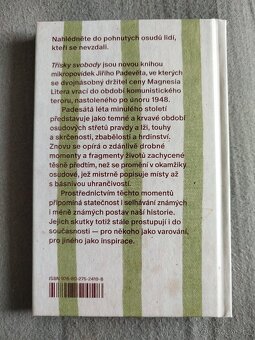 Nahlédněte do pohnutých osudů lidí,
kteří se nevzdali.
Třísky svobody jsou novou knihou
mikropovídek Jiřího Padevěta, ve kterých
se dvojnásobný držitel ceny Magnesia
Litera vrací do období komunistického
teroru, nastoleného po únoru 1948.
Padesátá léta minulého století
představuje jako temné a krvavé období
osudových střetů pravdy a lži, touhy
a skrčenosti, zbabělosti a hrdinství.
Znovu se opírá o zdánlivě drobné
momenty a fragmenty života zachycené
těsně předtím, než se promění v okamžiky
osudové, jež mistrně popisuje místy až
s básnivou uhrančivostí.
Prostřednictvím těchto momentů
připomíná statečnost i selhávání známých
i méně známých postav naší historie.
Jejich skutky totiž stále prostupují i do
současnosti — pro někoho jako varování,
pro jiného jako inspirace.
ISBN 978-80-275-2419-8